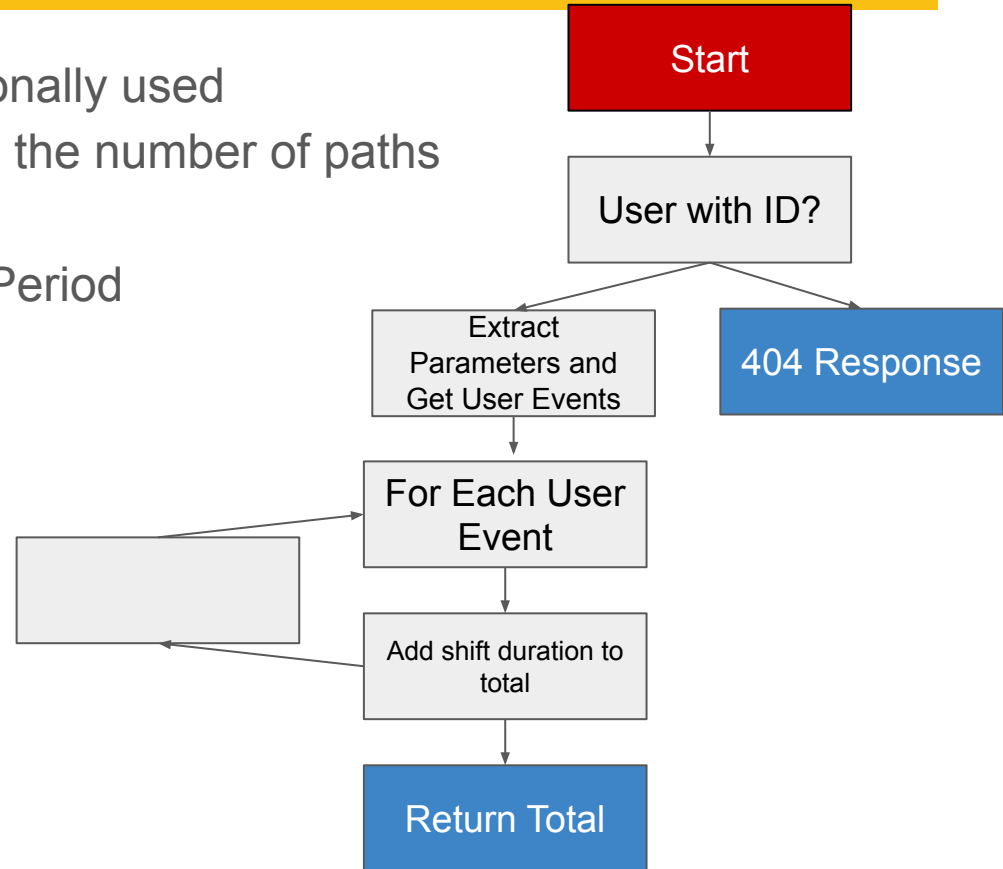 onally used
the number of paths
Period
Start
User with ID?
Extract
Parameters and
Get User Events
404 Response
For Each User
Event
Add shift duration to
total
Return Total